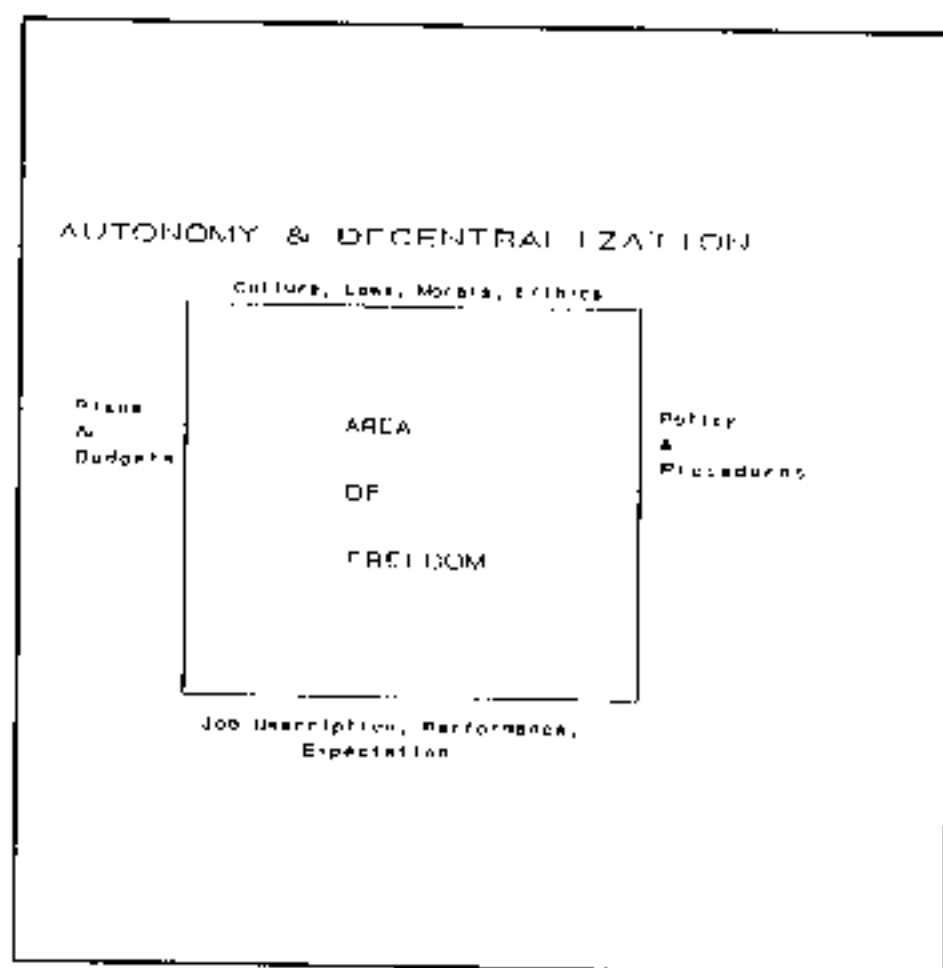 AUTONOMY & DECENTRALIZATION
Culture, Laws, Morals, Ethics
Plans
&
Budgets
AREA
OF
FREEDOM
Policy
&
Procedures
Job Description, Performance,
Expectation